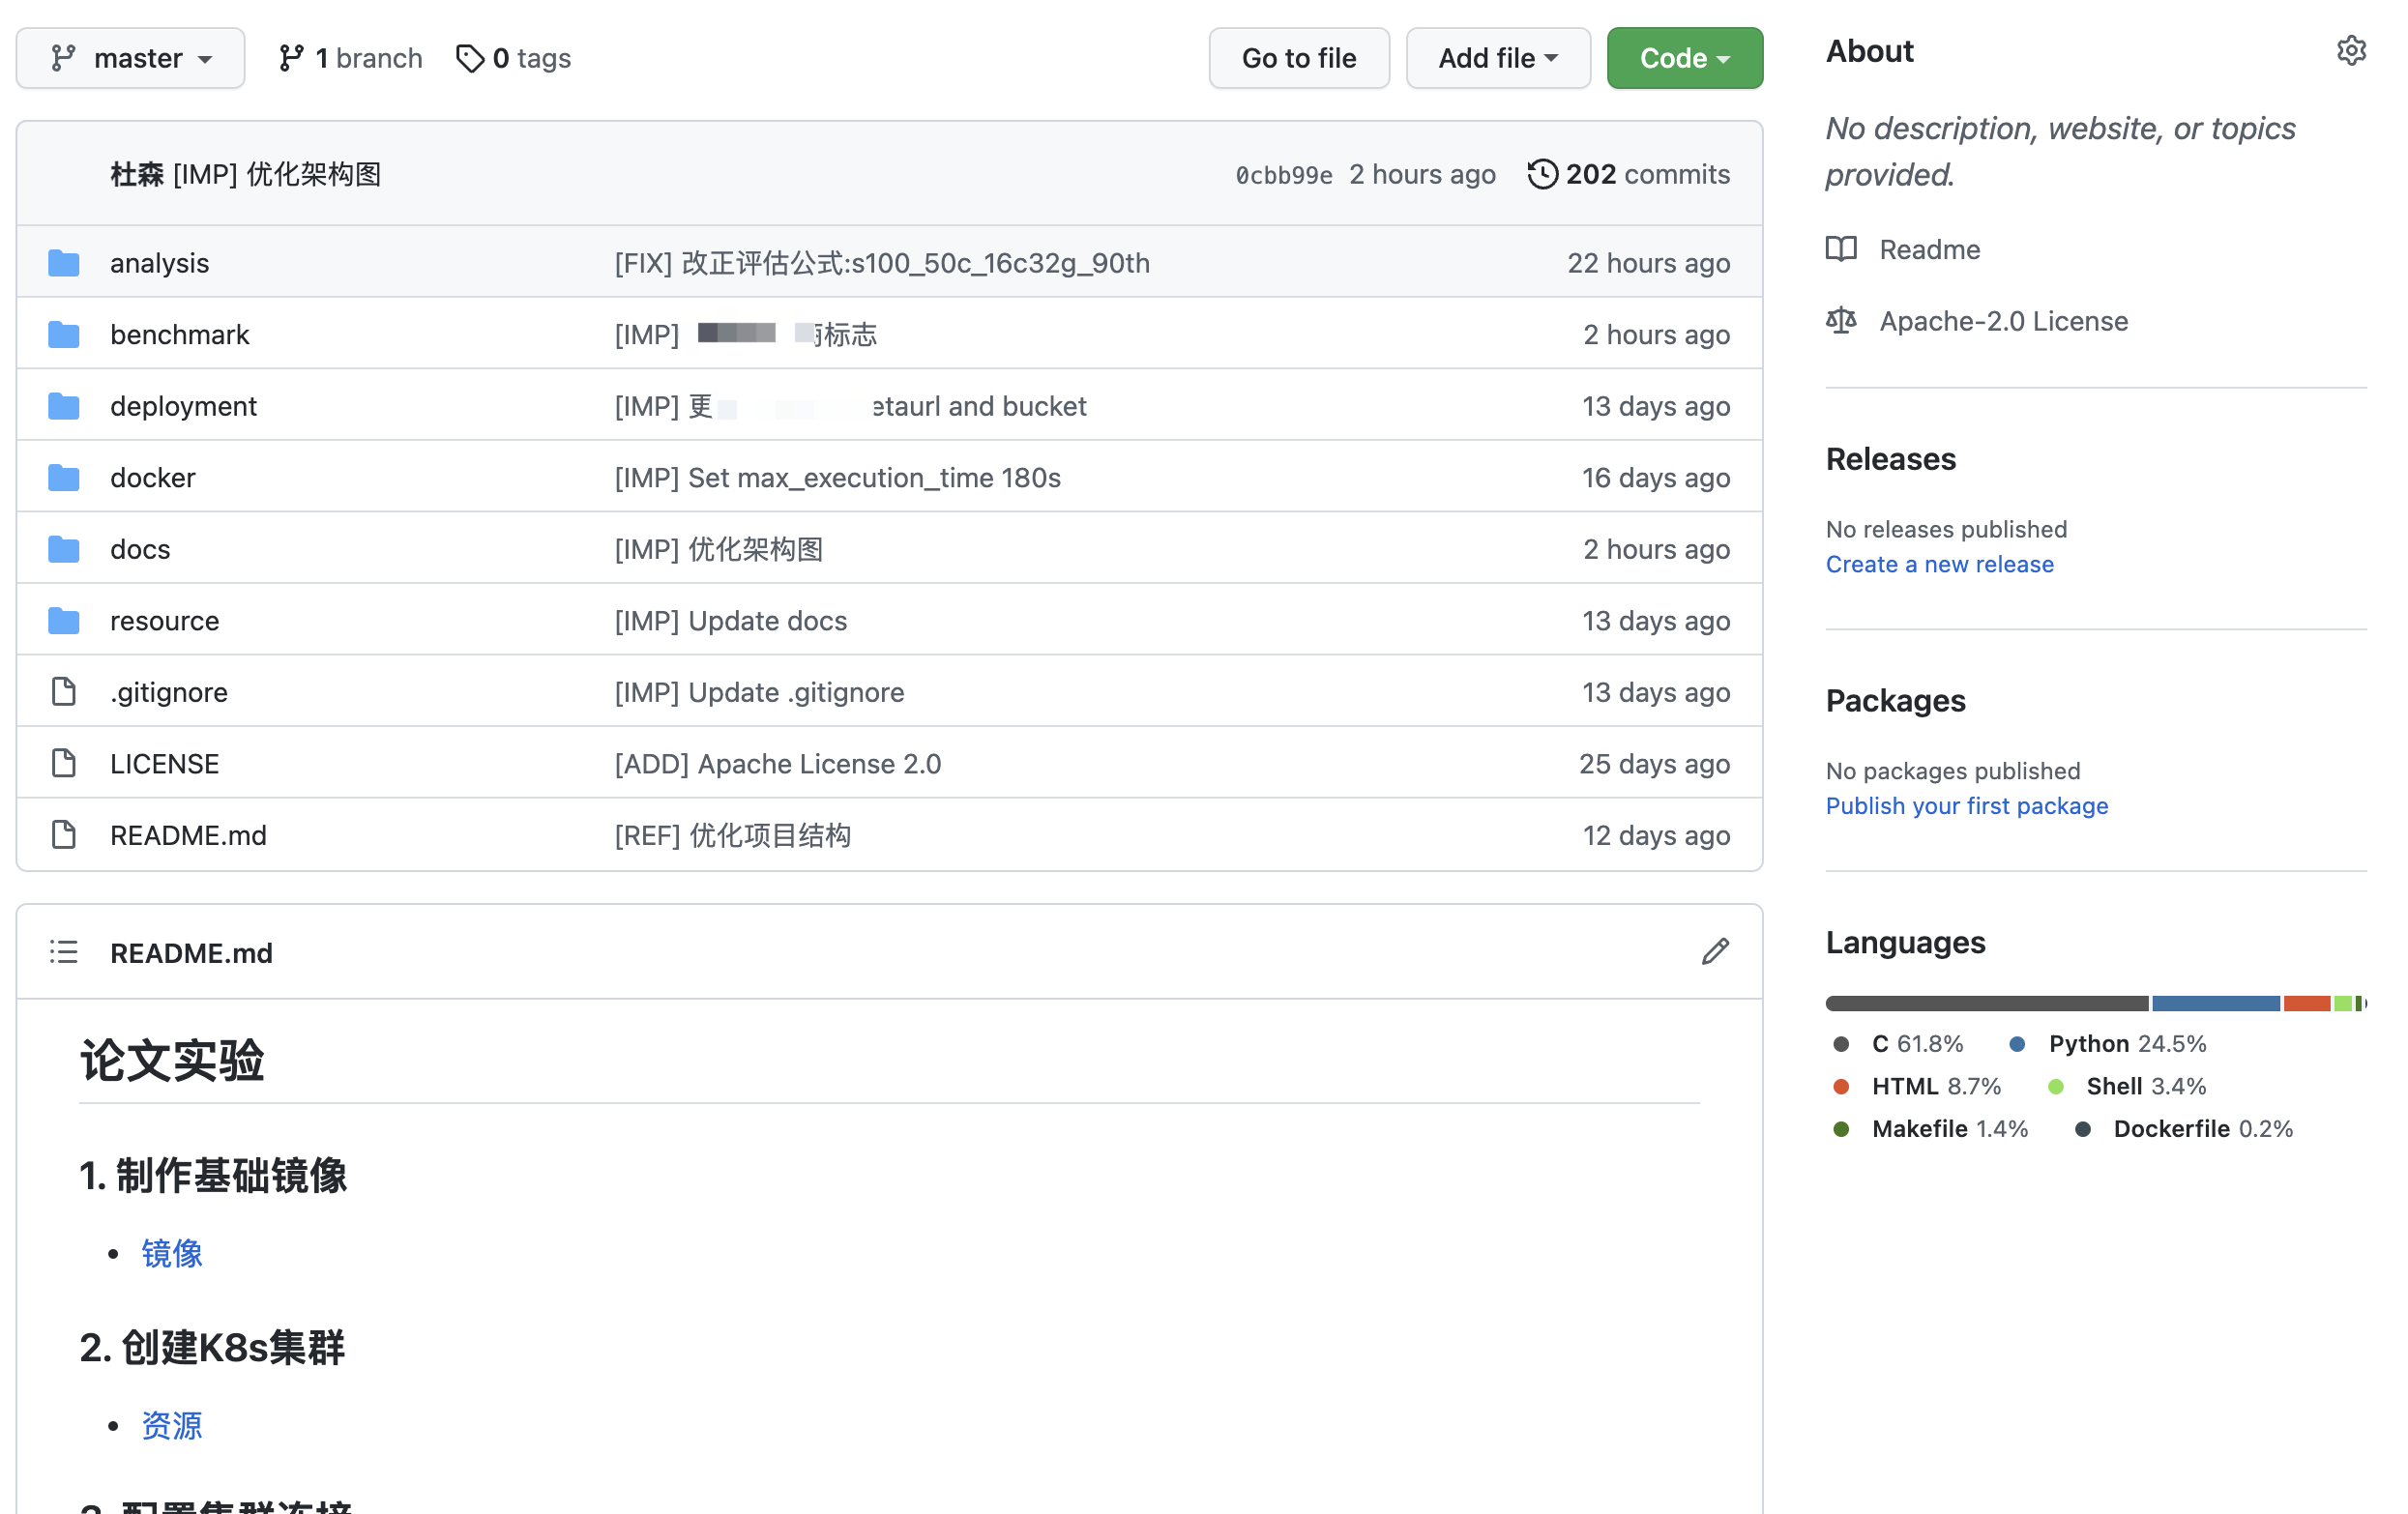 master 1 branch 0 tags Go to file Add file Code
杜森 [IMP] 优化架构图 0cbb99e 2 hours ago 202 commits
analysis [FIX] 改正评估公式:s100_50c_16c32g_90th 22 hours ago
benchmark [IMP] 标志 2 hours ago
deployment [IMP] 更 etaurl and bucket 13 days ago
docker [IMP] Set max_execution_time 180s 16 days ago
docs [IMP] 优化架构图 2 hours ago
resource [IMP] Update docs 13 days ago
.gitignore [IMP] Update .gitignore 13 days ago
LICENSE [ADD] Apache License 2.0 25 days ago
README.md [REF] 优化项目结构 12 days ago
README.md
论文实验
1. 制作基础镜像
• 镜像
2. 创建K8s集群
• 资源
3. 配置集群连接
About
No description, website, or topics
provided.
Readme
Apache-2.0 License
Releases
No releases published
Create a new release
Packages
No packages published
Publish your first package
Languages
C 61.8% Python 24.5%
HTML 8.7% Shell 3.4%
Makefile 1.4% Dockerfile 0.2%